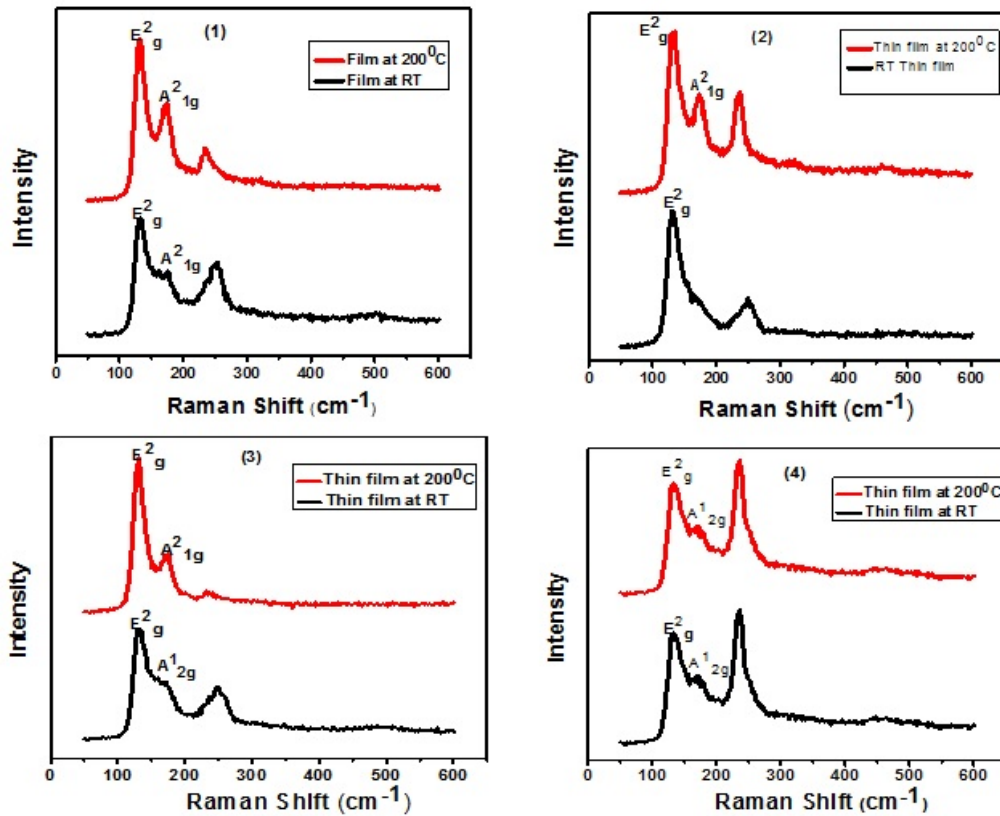 E²g
(1)
Film at 200⁰C
Film at RT
A²1g
E²g
A²1g
Intensity
0 100 200 300 400 500 600
Raman Shift (cm⁻¹)
E²g
(2)
Thin film at 200⁰C
RT Thin film
A²1g
E²g
Intensity
0 100 200 300 400 500 600
Raman Shift (cm⁻¹)
E²g
(3)
Thin film at 200⁰C
Thin film at RT
A²1g
E²g
A¹2g
Intensity
0 100 200 300 400 500 600
Raman Shift (cm⁻¹)
E²g
(4)
Thin film at 200⁰C
Thin film at RT
A¹2g
E²g
A¹2g
Intensity
0 100 200 300 400 500 600
Raman Shift (cm⁻¹)